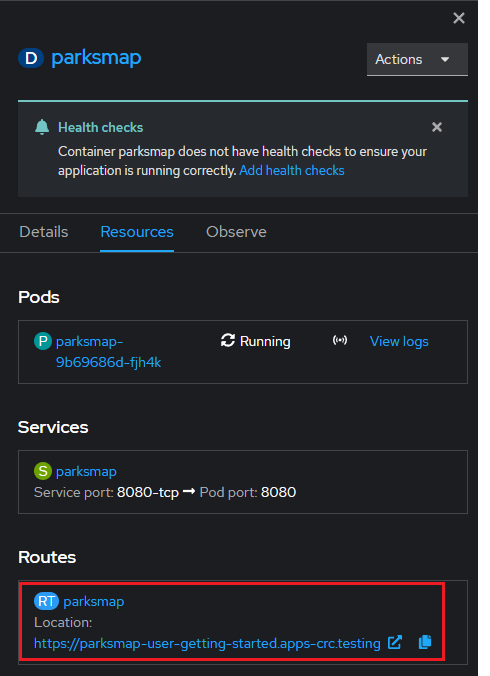 D parksmap
Actions
Health checks
Container parksmap does not have health checks to ensure your
application is running correctly. Add health checks
Details Resources Observe
Pods
P parksmap-
9b69686d-fjh4k
Running
View logs
Services
S parksmap
Service port: 8080-tcp → Pod port: 8080
Routes
RT parksmap
Location:
https://parksmap-user-getting-started.apps-crc.testing